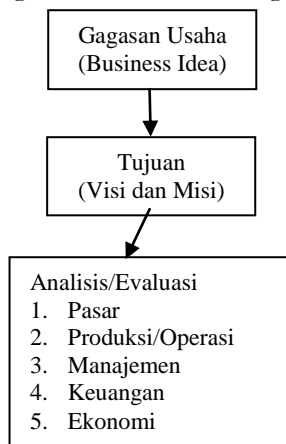 Gagasan Usaha
(Business Idea)
Tujuan
(Visi dan Misi)
Analisis/Evaluasi
1. Pasar
2. Produksi/Operasi
3. Manajemen
4. Keuangan
5. Ekonomi